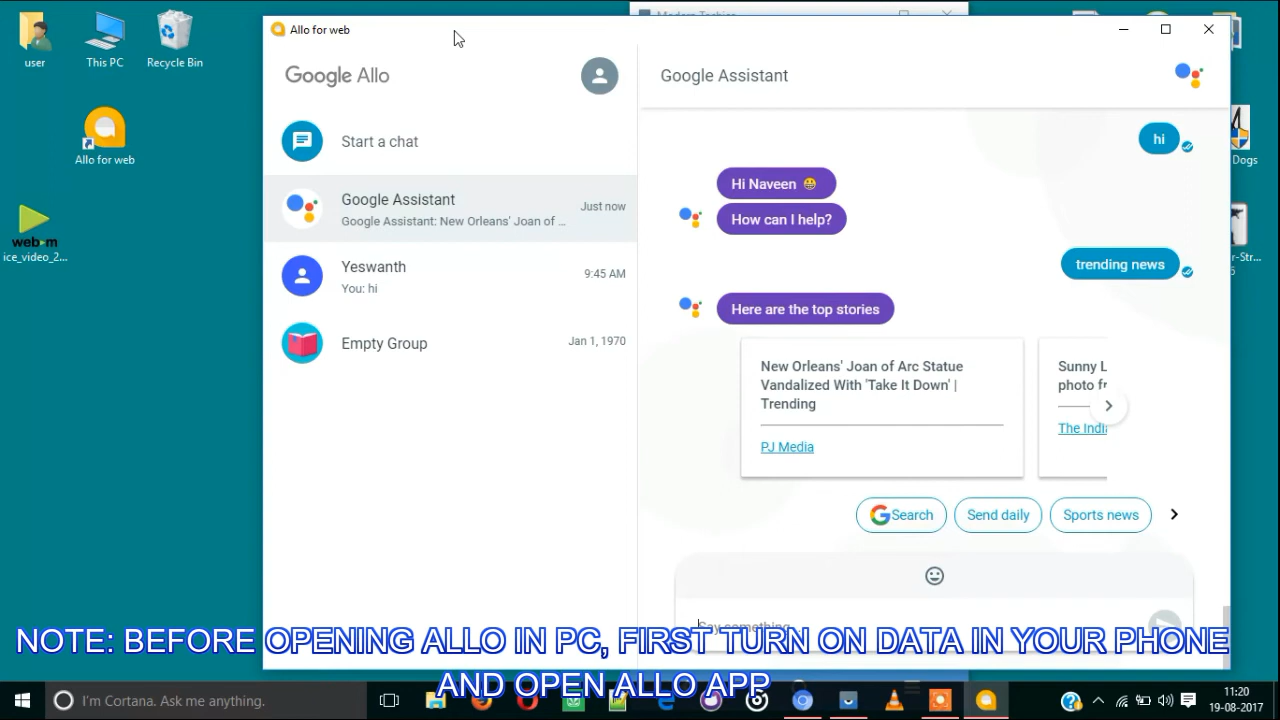 Modern Techies
Allo for web
user
This PC
Recycle Bin
Allo for web
webm
ice_video_2...
Google Allo
Start a chat
Google Assistant
Just now
Google Assistant: New Orleans' Joan of ...
Yeswanth
9:45 AM
You: hi
Empty Group
Jan 1, 1970
Google Assistant
hi
Hi Naveen
How can I help?
trending news
Here are the top stories
New Orleans' Joan of Arc Statue
Vandalized With 'Take It Down' |
Trending
PJ Media
Sunny L
photo fr
The Indi
Search
Send daily
Sports news
Say something
Dogs
r-Str...
NOTE: BEFORE OPENING ALLO IN PC, FIRST TURN ON DATA IN YOUR PHONE
AND OPEN ALLO APP
I'm Cortana. Ask me anything.
11:20
19-08-2017